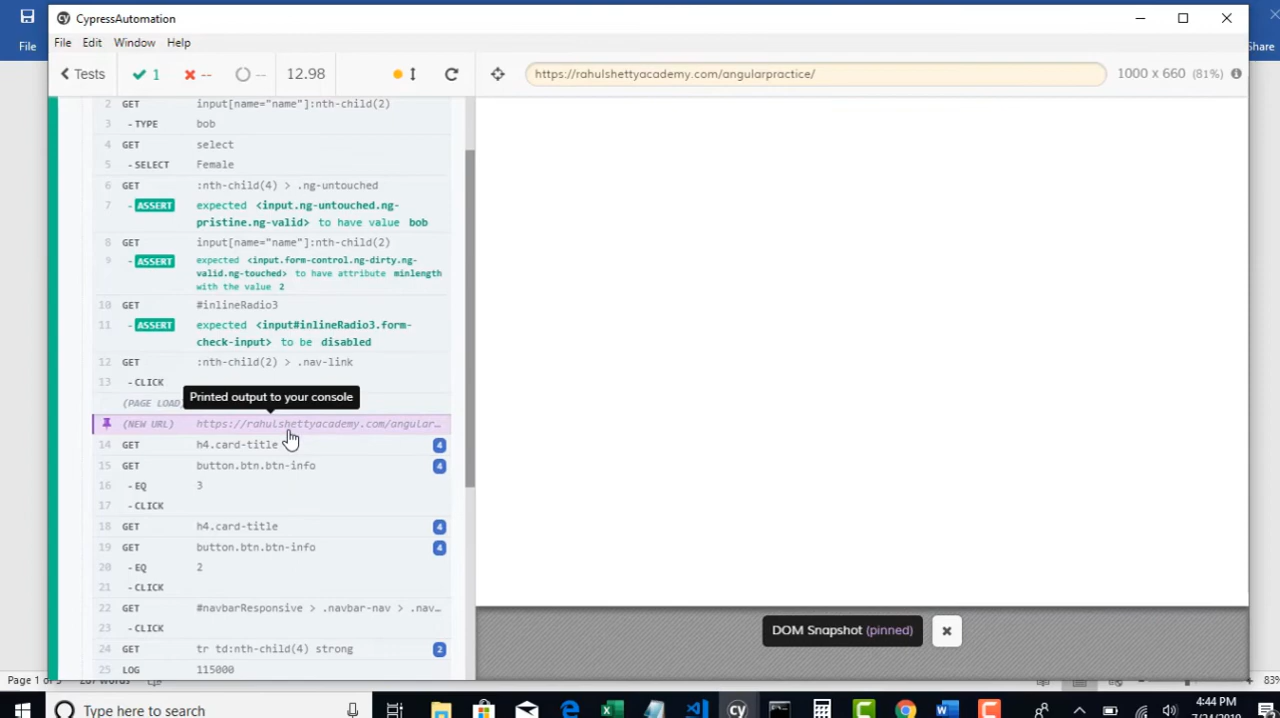 CypressAutomation
File
File Edit Window Help
Share
Tests 1 -- -- 12.98
https://rahulshettyacademy.com/angularpractice/
1000 x 660 (81%)
2 GET input[name="name"]:nth-child(2)
3 -TYPE bob
4 GET select
5 -SELECT Female
6 GET :nth-child(4) > .ng-untouched
7 -ASSERT expected <input.ng-untouched.ng-
pristine.ng-valid> to have value bob
8 GET input[name="name"]:nth-child(2)
9 -ASSERT expected <input.form-control.ng-dirty.ng-
valid.ng-touched> to have attribute minlength
with the value 2
10 GET #inlineRadio3
11 -ASSERT expected <input#inlineRadio3.form-
check-input> to be disabled
12 GET :nth-child(2) > .nav-link
13 -CLICK
Printed output to your console
(PAGE LOAD
(NEW URL) https://rahulshettyacademy.com/angular...
14 GET h4.card-title 4
15 GET button.btn.btn-info 4
16 -EQ 3
17 -CLICK
18 GET h4.card-title 4
19 GET button.btn.btn-info 4
20 -EQ 2
21 -CLICK
22 GET #navbarResponsive > .navbar-nav > .nav...
23 -CLICK
24 GET tr td:nth-child(4) strong 2
25 LOG 115000
DOM Snapshot (pinned)
Page 1 of
83%
Type here to search
4:44 PM